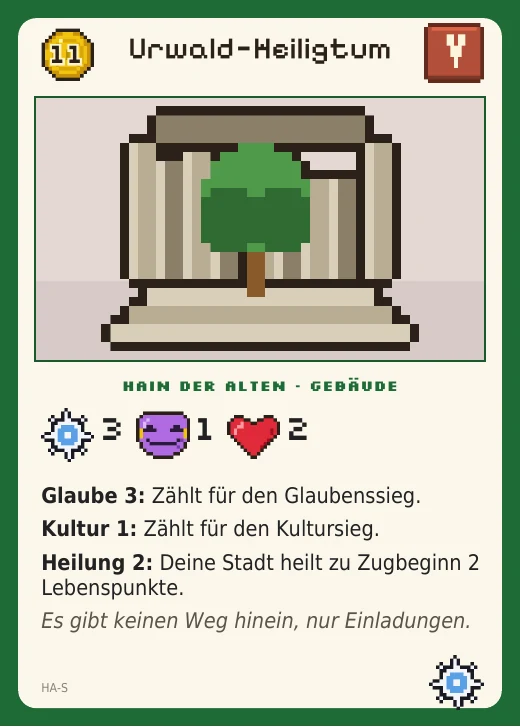 11
Urwald-Heiligtum
HAIN DER ALTEN · GEBÄUDE
3 1 2
Glaube 3: Zählt für den Glaubenssieg.
Kultur 1: Zählt für den Kultursieg.
Heilung 2: Deine Stadt heilt zu Zugbeginn 2
Lebenspunkte.
Es gibt keinen Weg hinein, nur Einladungen.
HA-S